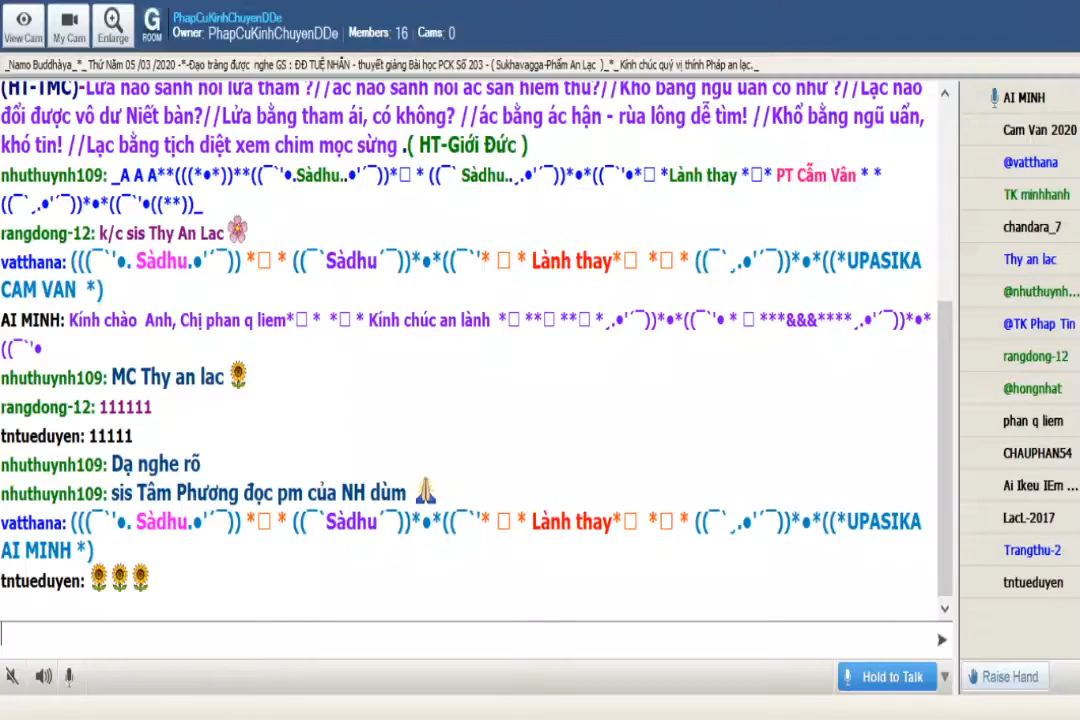 View Cam
My Cam
Enlarge
G
ROOM
PhapCuKinhChuyenDDe
Owner: PhapCuKinhChuyenDDe Members: 16 Cams: 0
_Namo Buddhàya_*_ Thứ Năm 05 /03 /2020 -*-Đạo tràng được nghe GS : ĐĐ TUỆ NHÂN - thuyết giảng Bài học PCK Số 203 - ( Sukhavagga-Phẩm An Lạc )_*_ Kính chúc quý vị thính Pháp an lạc._
(HT-TMC)-Lửa nào sánh nổi lửa tham ?//ác nào sánh nổi ác sân hiềm thù?//Khổ bằng ngũ uẩn có như ?//Lạc nào
đổi được vô dư Niết bàn?//Lửa bằng tham ái, có không? //ác bằng ác hận - rùa lông dễ tìm! //Khổ bằng ngũ uẩn,
khó tin! //Lạc bằng tịch diệt xem chim mọc sừng .( HT-Giới Đức )
nhuthuynh109: _A A A**(((*•*))**((¯`'•.Sàdhu..•'´¯))*□ * ((¯` Sàdhu..¸.•'´¯))*•*((¯`'•*□ *Lành thay *□* PT Cẩm Vân * *
((¯`¸.•'´¯))*•*((¯`'•((**))_
rangdong-12: k/c sis Thy An Lac
vatthana: (((¯`'•. Sàdhu.•'´¯)) *□ * ((¯`Sàdhu´¯))*•*((¯`'* □ * Lành thay*□ *□ * ((¯`¸.•'´¯))*•*((*UPASIKA
CAM VAN *)
AI MINH: Kính chào Anh, Chị phan q liem*□ * *□ * Kính chúc an lành *□ **□ **□ *¸.•'´¯))*•*((¯`'• * □ ***&&&****¸.•'´¯))*•*
((¯`'•
nhuthuynh109: MC Thy an lac
rangdong-12: 111111
tntueduyen: 11111
nhuthuynh109: Dạ nghe rõ
nhuthuynh109: sis Tâm Phương đọc pm của NH dùm
vatthana: (((¯`'•. Sàdhu.•'´¯)) *□ * ((¯`Sàdhu´¯))*•*((¯`'* □ * Lành thay*□ *□ * ((¯`¸.•'´¯))*•*((*UPASIKA
AI MINH *)
tntueduyen:
Hold to Talk
AI MINH
Cam Van 2020
@vatthana
TK minhhanh
chandara_7
Thy an lac
@nhuthuynh...
@TK Phap Tin
rangdong-12
@hongnhat
phan q liem
CHAUPHAN54
Ai Ikeu IEm ...
LacL-2017
Trangthu-2
tntueduyen
Raise Hand